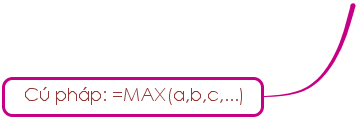 Cú pháp: =MAX(a,b,c,...)